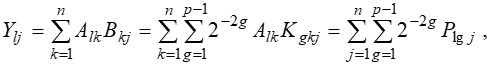 Y_{lj} = \sum_{k=1}^{n} A_{lk} B_{kj} = \sum_{k=1}^{n} \sum_{g=1}^{p-1} 2^{-2g} A_{lk} K_{gkj} = \sum_{j=1}^{n} \sum_{g=1}^{p-1} 2^{-2g} P_{lgj} ,